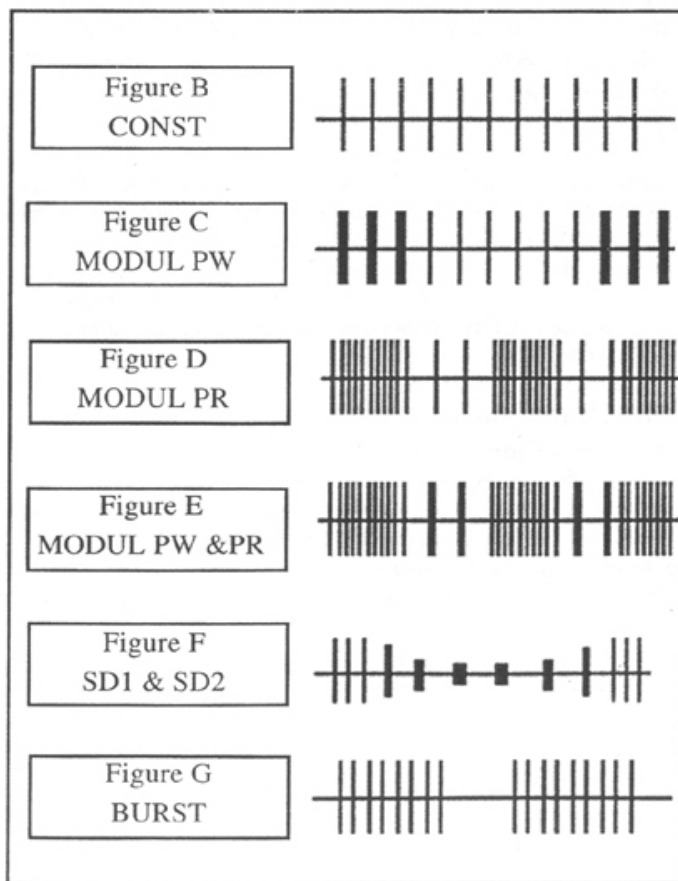 Figure B
CONST
Figure C
MODUL PW
Figure D
MODUL PR
Figure E
MODUL PW &PR
Figure F
SD1 & SD2
Figure G
BURST